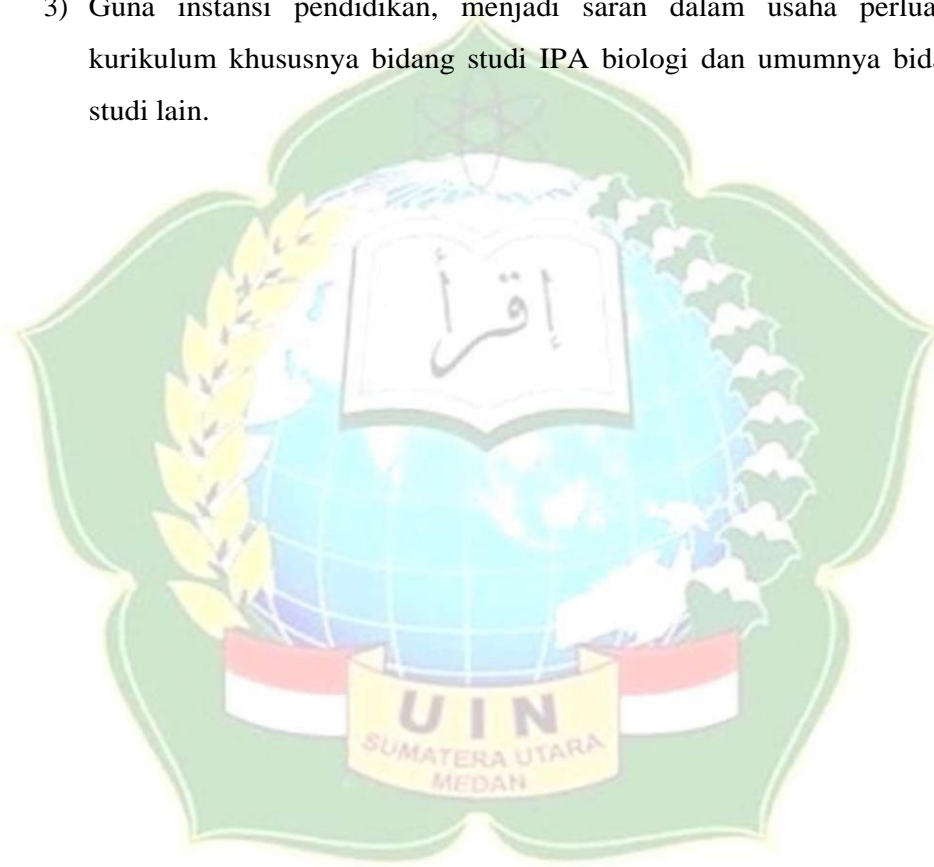 3) Guna instansi pendidikan, menjadi saran dalam usaha perlua
kurikulum khususnya bidang studi IPA biologi dan umumnya bida
studi lain.
إقرأ
UIN
SUMATERA UTARA
MEDAN